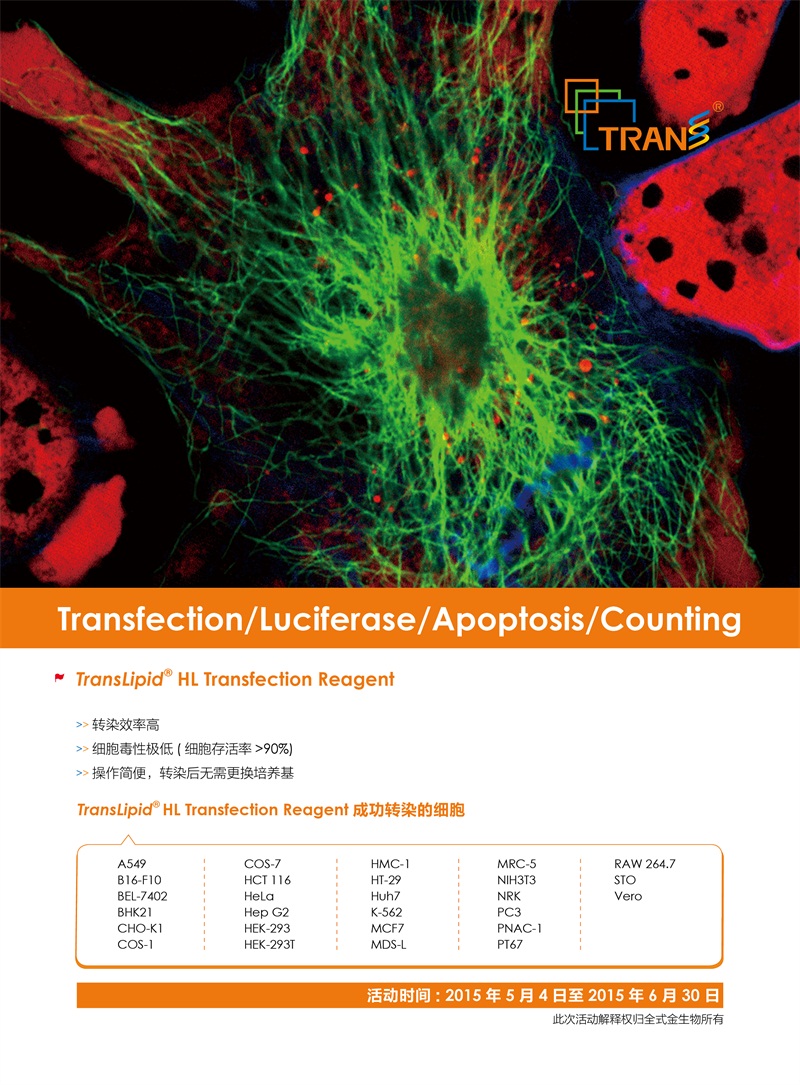 TRANS®
Transfection/Luciferase/Apoptosis/Counting
TransLipid® HL Transfection Reagent
>> 转染效率高
>> 细胞毒性极低 ( 细胞存活率 >90%)
>> 操作简便，转染后无需更换培养基
TransLipid® HL Transfection Reagent 成功转染的细胞
A549
B16-F10
BEL-7402
BHK21
CHO-K1
COS-1
COS-7
HCT 116
HeLa
Hep G2
HEK-293
HEK-293T
HMC-1
HT-29
Huh7
K-562
MCF7
MDS-L
MRC-5
NIH3T3
NRK
PC3
PNAC-1
PT67
RAW 264.7
STO
Vero
活动时间：2015 年 5 月 4 日至 2015 年 6 月 30 日
此次活动解释权归全式金生物所有